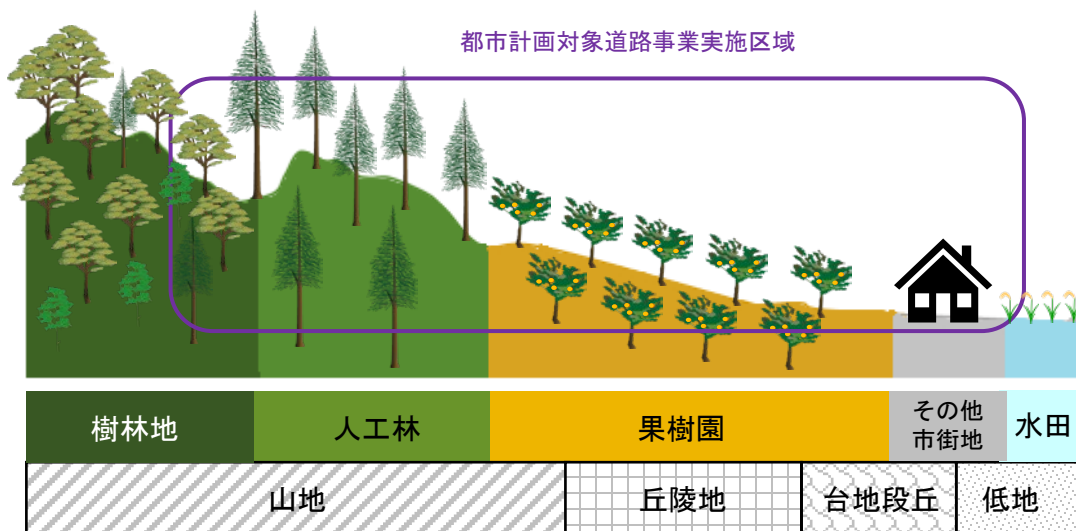 都市計画対象道路事業実施区域
樹林地
人工林
果樹園
その他
市街地
水田
山地
丘陵地
台地段丘
低地